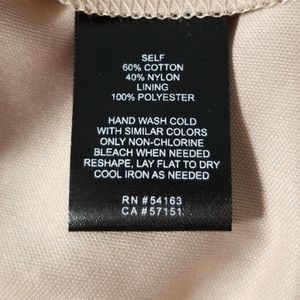 SELF
60% COTTON
40% NYLON
LINING
100% POLYESTER
HAND WASH COLD
WITH SIMILAR COLORS
ONLY NON-CHLORINE
BLEACH WHEN NEEDED
RESHAPE, LAY FLAT TO DRY
COOL IRON AS NEEDED
RN #54163
CA #57151